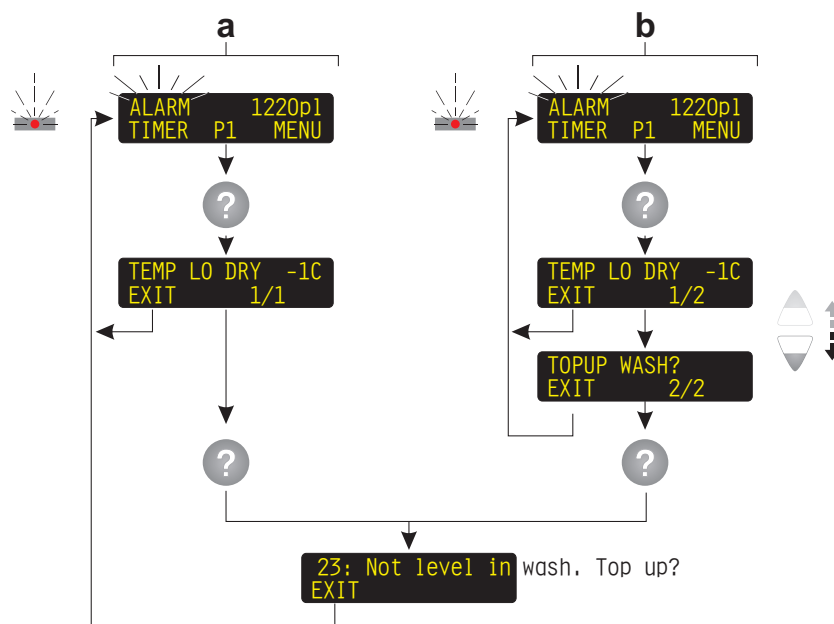 a
b
ALARM 1220pl
TIMER P1 MENU
ALARM 1220pl
TIMER P1 MENU
?
?
TEMP LO DRY -1C
EXIT 1/1
TEMP LO DRY -1C
EXIT 1/2
TOPUP WASH?
EXIT 2/2
?
?
23: Not level in wash. Top up?
EXIT